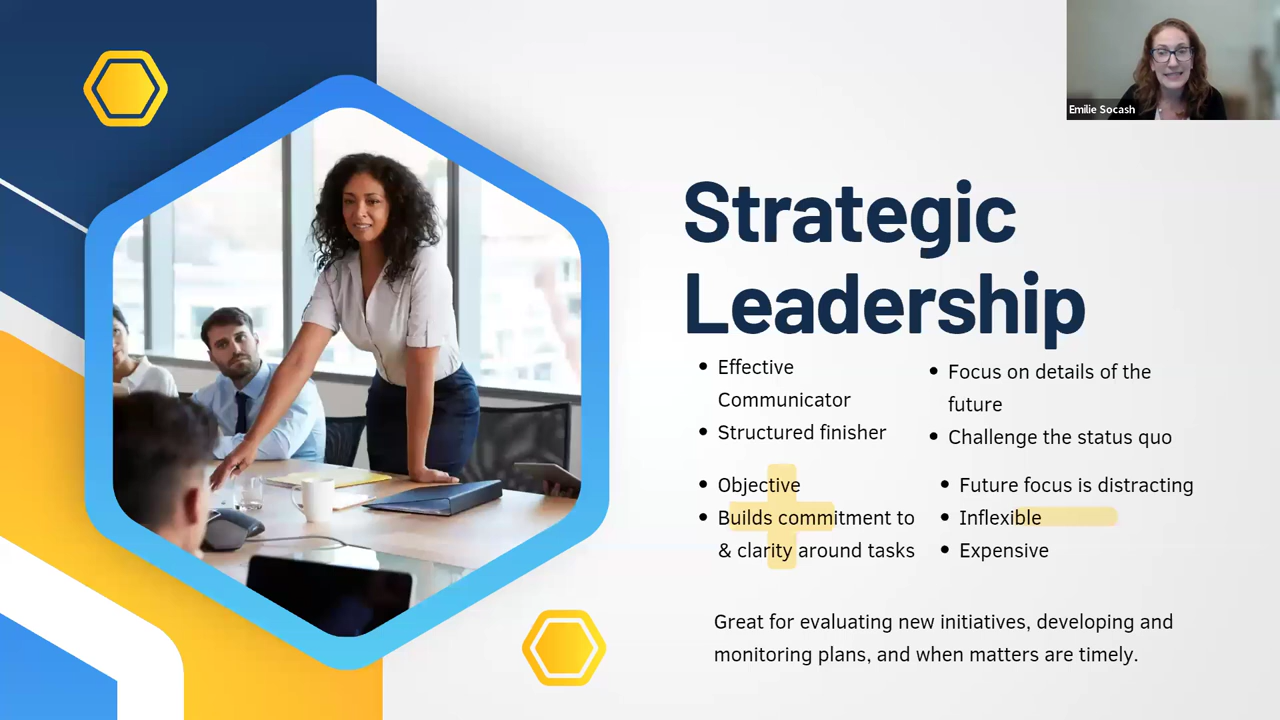 Emilie Socash
Strategic
Leadership
• Effective
Communicator
• Structured finisher
• Focus on details of the
future
• Challenge the status quo
• Objective
• Builds commitment to
& clarity around tasks
• Future focus is distracting
• Inflexible
• Expensive
Great for evaluating new initiatives, developing and
monitoring plans, and when matters are timely.